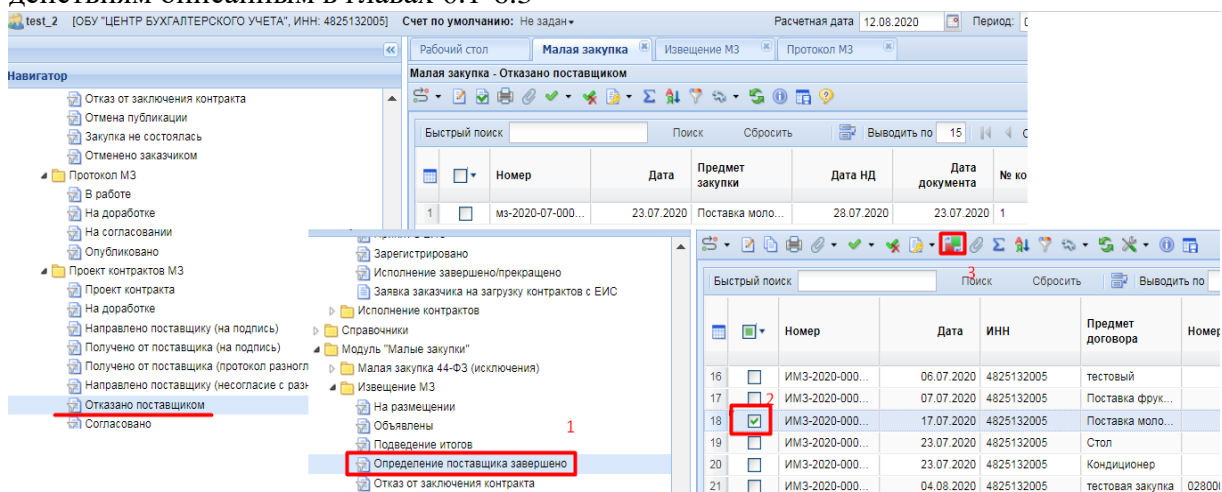 действиям в главах 6.1-6.3
test_2 [ОБУ "ЦЕНТР БУХГАЛТЕРСКОГО УЧЕТА", ИНН: 4825132005] Счет по умолчанию: Не задан Расчетная дата 12.08.2020 Период:
Навигатор
Отказ от заключения контракта
Отмена публикации
Закупка не состоялась
Отменено заказчиком
Протокол МЗ
В работе
На доработке
На согласовании
Опубликовано
Проект контрактов МЗ
Проект контракта
На доработке
Направлено поставщику (на подпись)
Получено от поставщика (на подпись)
Получено от поставщика (протокол разногл
Направлено поставщику (несогласие с разн
Отказано поставщиком
Согласовано
Рабочий стол Малая закупка Извещение МЗ Протокол МЗ
Малая закупка - Отказано поставщиком
Быстрый поиск Поиск Сбросить Выводить по 15
Номер Дата Предмет закупки Дата НД Дата документа № ко
1 мз-2020-07-000... 23.07.2020 Поставка моло... 28.07.2020 23.07.2020 1
Зарегистрировано
Исполнение завершено/прекращено
Заявка заказчика на загрузку контрактов с ЕИС
Исполнение контрактов
Справочники
Модуль "Малые закупки"
Малая закупка 44-ФЗ (исключения)
Извещение МЗ
На размещении
Объявлены
1
Подведение итогов
Определение поставщика завершено
Отказ от заключения контракта
3
Быстрый поиск Поиск Сбросить Выводить по
Номер Дата ИНН Предмет договора Номер
16 ИМЗ-2020-000... 06.07.2020 4825132005 тестовый
17 2 ИМЗ-2020-000... 07.07.2020 4825132005 Поставка фрук...
18 ИМЗ-2020-000... 17.07.2020 4825132005 Поставка моло...
19 ИМЗ-2020-000... 23.07.2020 4825132005 Стол
20 ИМЗ-2020-000... 23.07.2020 4825132005 Кондиционер
21 ИМЗ-2020-000... 04.08.2020 4825132005 тестовая закупка 02800